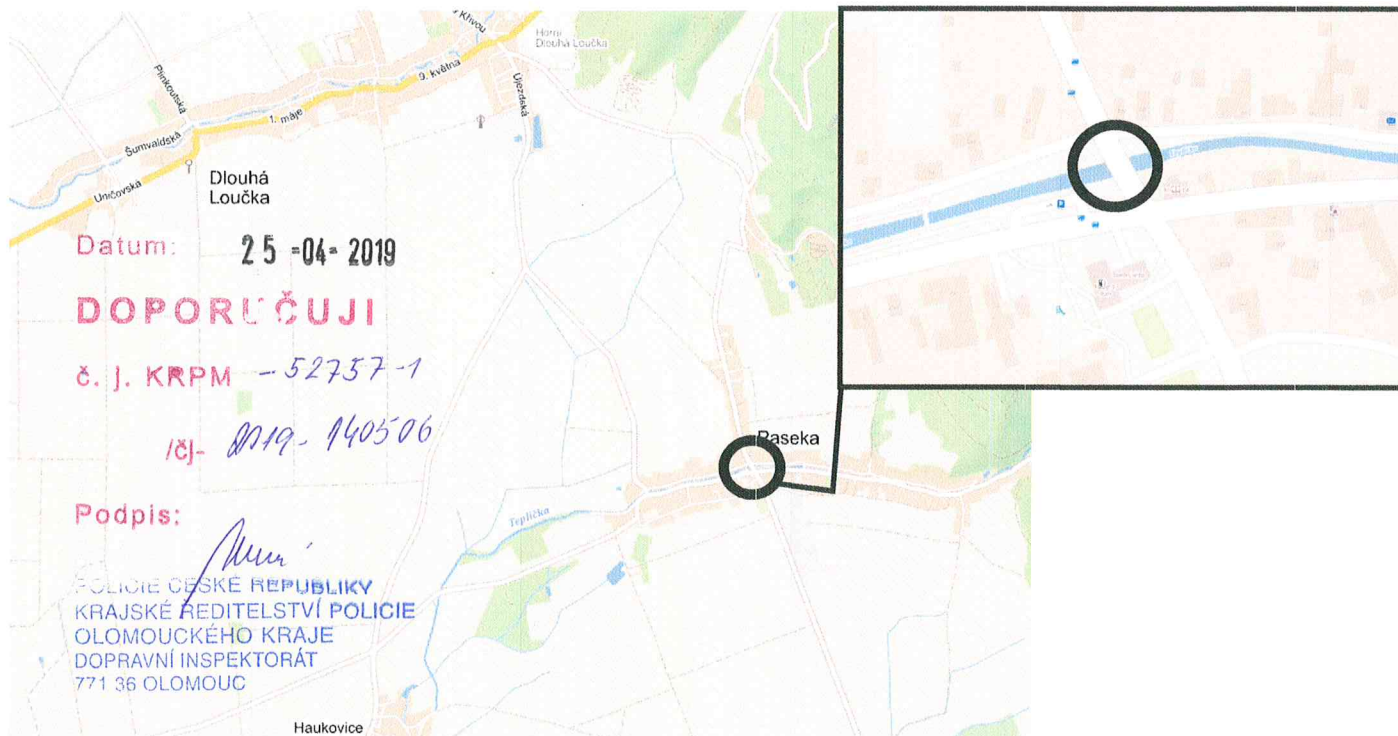 Křivou
Horní
Dlouhá Loučka
9. května
Újezdská
Plinkoutská
1. máje
Šumvaldská
Uničovská
Dlouhá
Loučka
Datum: 25 -04- 2019
DOPORUČUJI
č. j. KRPM -52757-1
/čj- 2019-140506
Paseka
Podpis:
Teplička
POLICIE ČESKÉ REPUBLIKY
KRAJSKÉ ŘEDITELSTVÍ POLICIE
OLOMOUCKÉHO KRAJE
DOPRAVNÍ INSPEKTORÁT
771 36 OLOMOUC
Haukovice